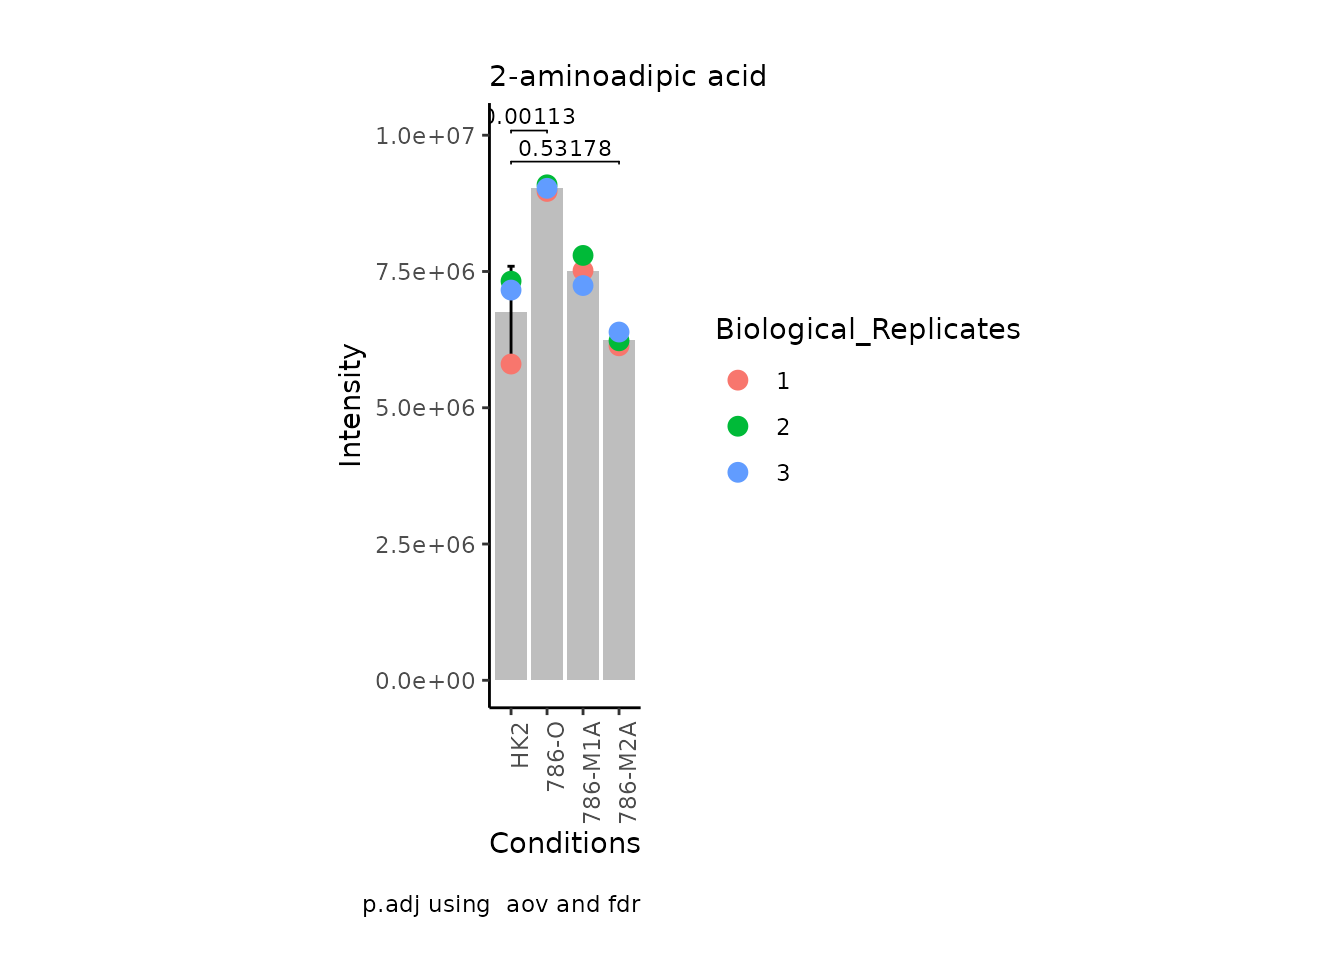 2-aminoadipic acid
0.00113
0.53178
1.0e+07
7.5e+06
5.0e+06
2.5e+06
0.0e+00
Intensity
HK2
786-O
786-M1A
786-M2A
Conditions
Biological_Replicates
1
2
3
p.adj using  aov and fdr